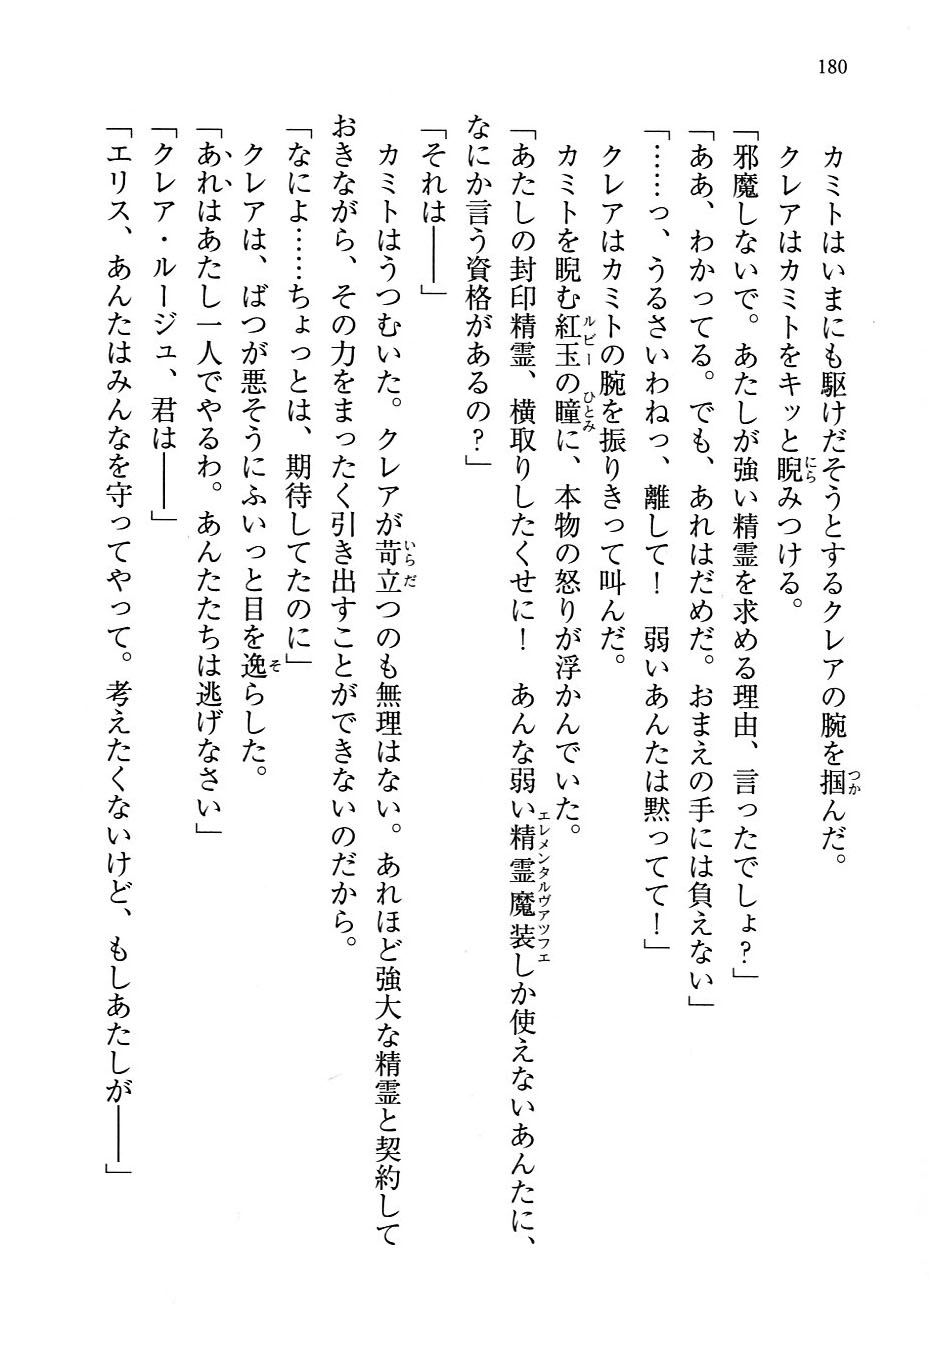 180
　カミトはいまにも駆けだそうとするクレアの腕を掴んだ。
　クレアはカミトをキッと睨みつける。
「邪魔しないで。あたしが強い精霊を求める理由、言ったでしょ？」
「ああ、わかってる。でも、あれはだめだ。おまえの手には負えない」
「……っ、うるさいわねっ、離して！　弱いあんたは黙ってて！」
　クレアはカミトの腕を振りきって叫んだ。
　カミトを睨む紅玉の瞳に、本物の怒りが浮かんでいた。
「あたしの封印精霊、横取りしたくせに！　あんな弱い精霊魔装しか使えないあんたに、
なにか言う資格があるの？」
「それは――」
　カミトはうつむいた。クレアが苛立つのも無理はない。あれほど強大な精霊と契約して
おきながら、その力をまったく引き出すことができないのだから。
「なによ……ちょっとは、期待してたのに」
　クレアは、ばつが悪そうにふいっと目を逸らした。
「あれはあたし一人でやるわ。あんたたちは逃げなさい」
「クレア・ルージュ、君は――」
「エリス、あんたはみんなを守ってやって。考えたくないけど、もしあたしが――」